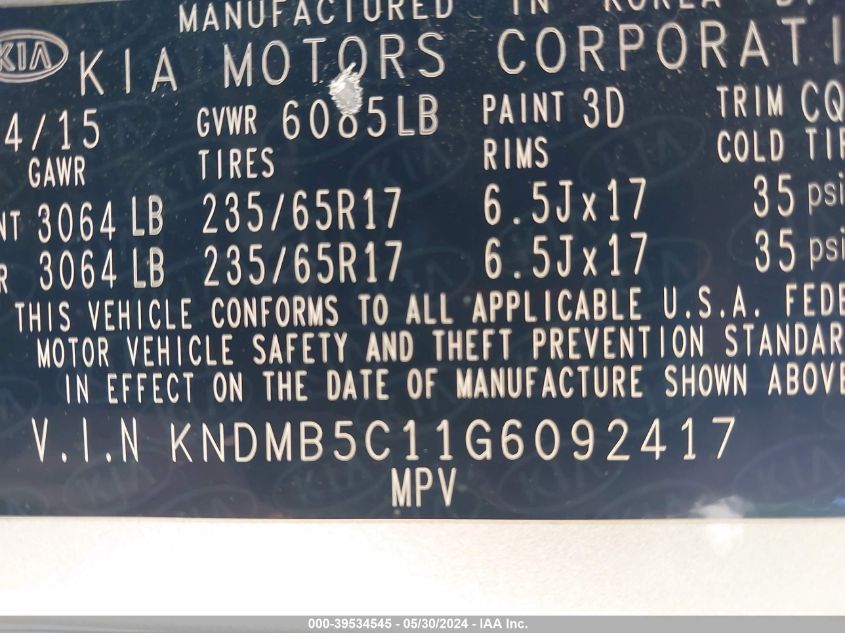 MANUFACTURED IN KOREA
KIA KIA MOTORS CORPORATI
4/15 GVWR 6085LB PAINT 3D TRIM CQ
GAWR TIRES RIMS COLD TIR
NT 3064 LB 235/65R17 6.5Jx17 35 psi
R 3064 LB 235/65R17 6.5Jx17 35 psi
THIS VEHICLE CONFORMS TO ALL APPLICABLE U.S.A. FEDE
MOTOR VEHICLE SAFETY AND THEFT PREVENTION STANDAR
IN EFFECT ON THE DATE OF MANUFACTURE SHOWN ABOVE
V.I.N KNDMB5C11G6092417
MPV
000-39534545 - 05/30/2024 - IAA Inc.